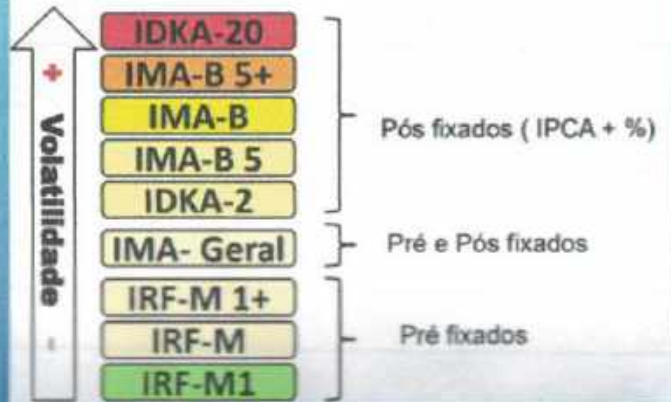 + Volatilidade -
IDKA-20
IMA-B 5+
IMA-B
IMA-B 5
IDKA-2
Pós fixados ( IPCA + %)
IMA- Geral
Pré e Pós fixados
IRF-M 1+
IRF-M
IRF-M1
Pré fixados